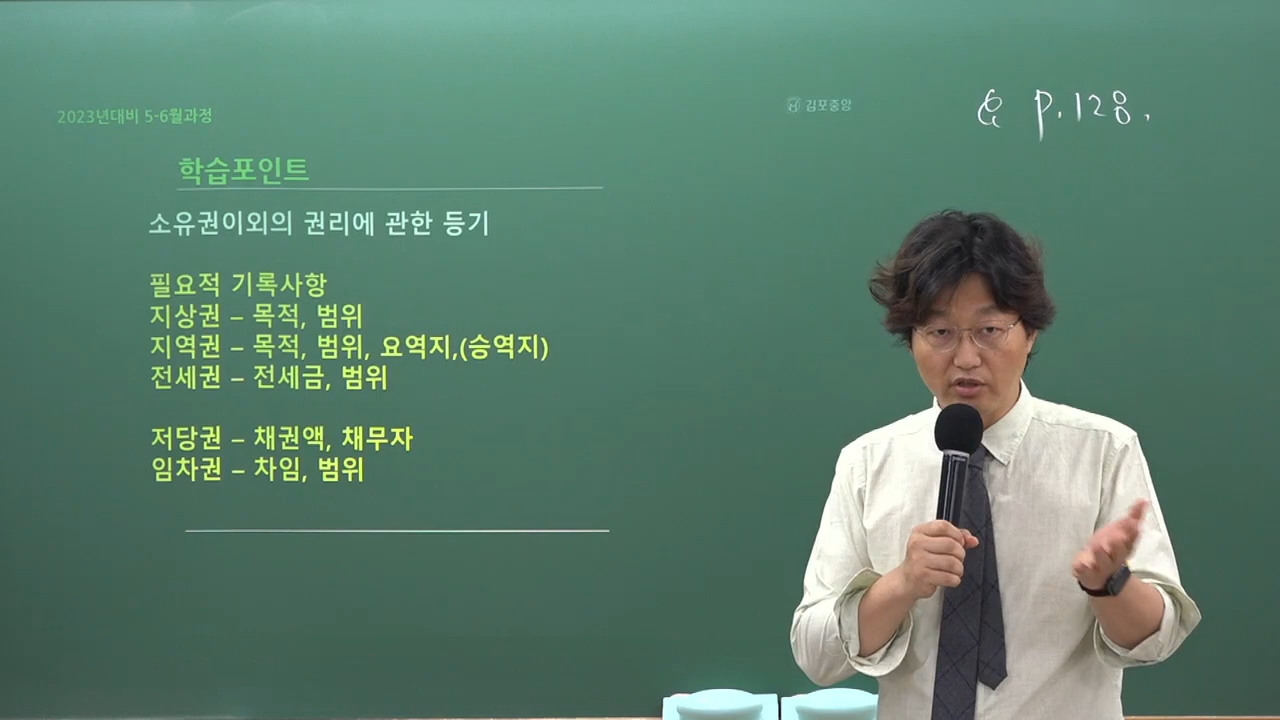 2023년대비 5-6월과정
김포중앙
p.128.
학습포인트
소유권이외의 권리에 관한 등기
필요적 기록사항
지상권 – 목적, 범위
지역권 – 목적, 범위, 요역지,(승역지)
전세권 – 전세금, 범위
저당권 – 채권액, 채무자
임차권 – 차임, 범위